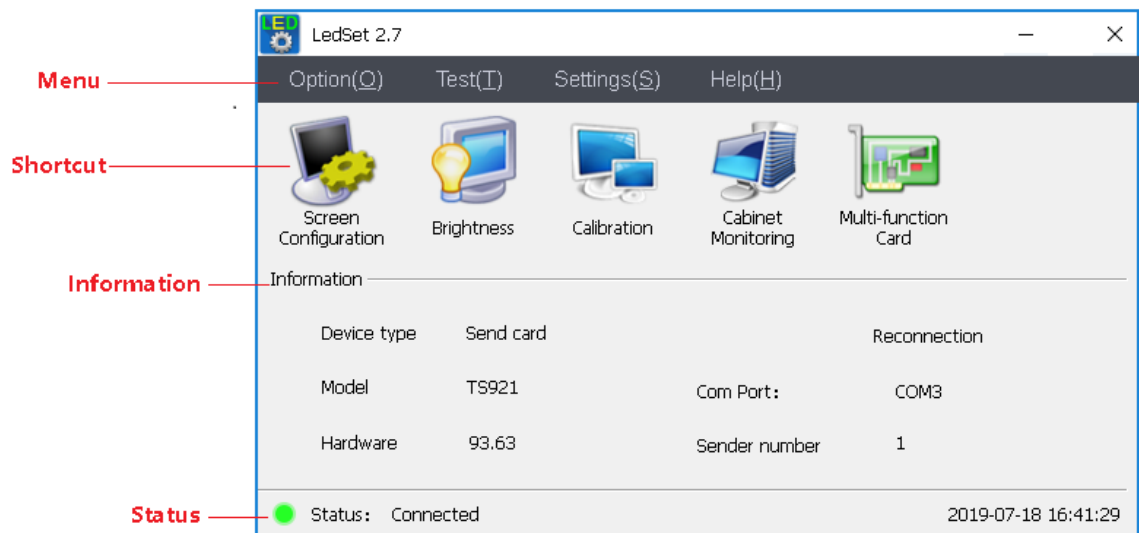 LED
LedSet 2.7
Menu
Option(O) Test(T) Settings(S) Help(H)
Shortcut
Screen
Configuration
Brightness
Calibration
Cabinet
Monitoring
Multi-function
Card
Information
Information
Device type Send card Reconnection
Model TS921 Com Port: COM3
Hardware 93.63 Sender number 1
Status
Status: Connected 2019-07-18 16:41:29